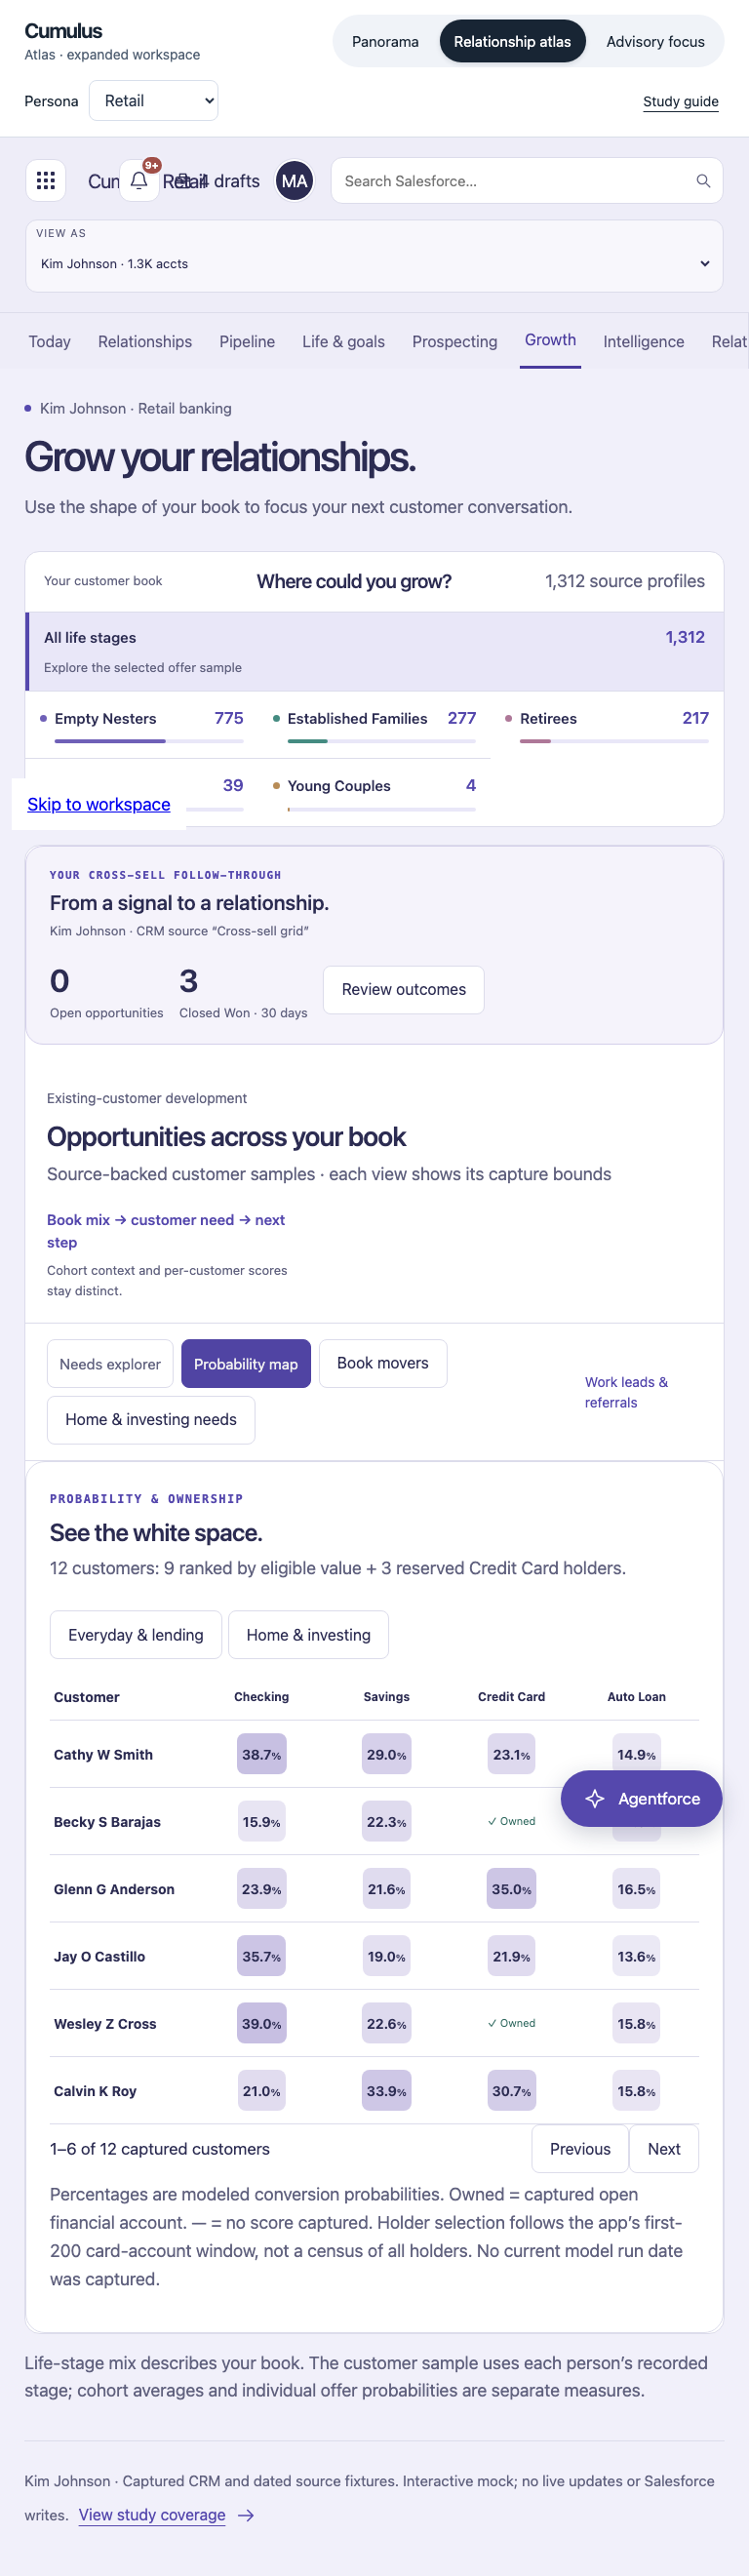 Cumulus
Atlas · expanded workspace
Panorama
Relationship atlas
Advisory focus
Persona
Retail
Study guide
9+
4 drafts
MA
Search Salesforce...
VIEW AS
Kim Johnson · 1.3K accts
Today
Relationships
Pipeline
Life & goals
Prospecting
Growth
Intelligence
Relat
Kim Johnson · Retail banking
Grow your relationships.
Use the shape of your book to focus your next customer conversation.
Your customer book
Where could you grow?
1,312 source profiles
All life stages
1,312
Explore the selected offer sample
Empty Nesters
775
Established Families
277
Retirees
217
39
Young Couples
4
Skip to workspace
YOUR CROSS-SELL FOLLOW-THROUGH
From a signal to a relationship.
Kim Johnson · CRM source “Cross-sell grid”
0
Open opportunities
3
Closed Won · 30 days
Review outcomes
Existing-customer development
Opportunities across your book
Source-backed customer samples · each view shows its capture bounds
Book mix → customer need → next
step
Cohort context and per-customer scores
stay distinct.
Needs explorer
Probability map
Book movers
Home & investing needs
Work leads &
referrals
PROBABILITY & OWNERSHIP
See the white space.
12 customers: 9 ranked by eligible value + 3 reserved Credit Card holders.
Everyday & lending
Home & investing
Customer Checking Savings Credit Card Auto Loan
Cathy W Smith 38.7% 29.0% 23.1% 14.9%
Becky S Barajas 15.9% 22.3% ✓ Owned
Agentforce
Glenn G Anderson 23.9% 21.6% 35.0% 16.5%
Jay O Castillo 35.7% 19.0% 21.9% 13.6%
Wesley Z Cross 39.0% 22.6% ✓ Owned 15.8%
Calvin K Roy 21.0% 33.9% 30.7% 15.8%
1–6 of 12 captured customers
Previous
Next
Percentages are modeled conversion probabilities. Owned = captured open
financial account. — = no score captured. Holder selection follows the app’s first-
200 card-account window, not a census of all holders. No current model run date
was captured.
Life-stage mix describes your book. The customer sample uses each person’s recorded
stage; cohort averages and individual offer probabilities are separate measures.
Kim Johnson · Captured CRM and dated source fixtures. Interactive mock; no live updates or Salesforce
writes. View study coverage →